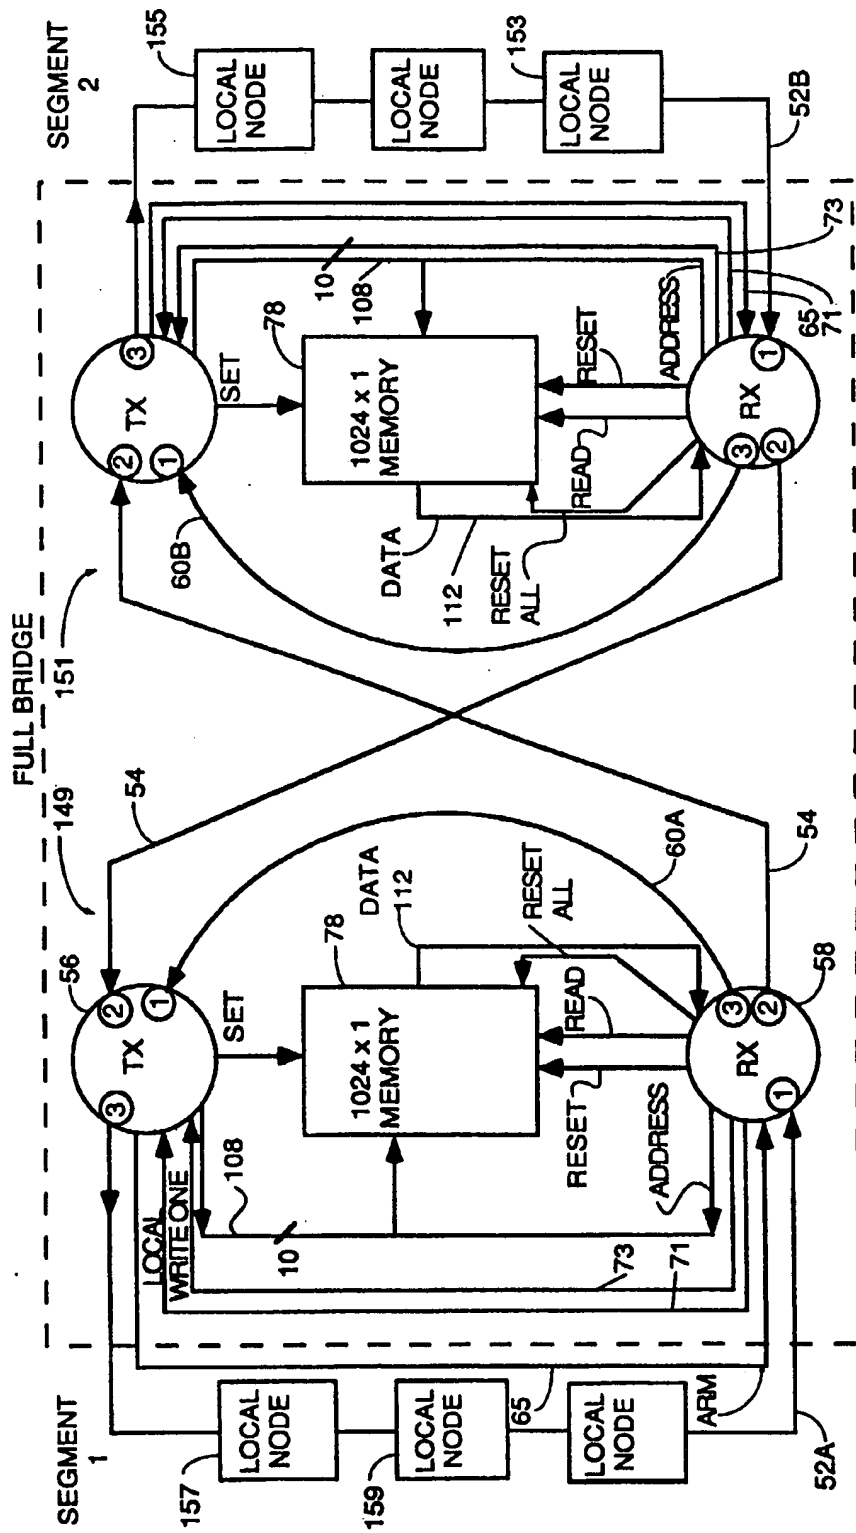 FULL BRIDGE
SEGMENT
1
SEGMENT
2
149
151
157
LOCAL
NODE
159
LOCAL
NODE
LOCAL
NODE
65
ARM
52A
3
TX
2
1
56
54
LOCAL
WRITE ONE
SET
108
10
78
1024 x 1
MEMORY
DATA
112
RESET
READ
RESET
ALL
ADDRESS
73
71
60A
1
RX
3
2
58
54
2
TX
3
1
60B
SET
78
10
108
1024 x 1
MEMORY
DATA
112
RESET
ALL
READ
RESET
ADDRESS
3
2
RX
1
65
71
73
155
LOCAL
NODE
LOCAL
NODE
153
LOCAL
NODE
52B